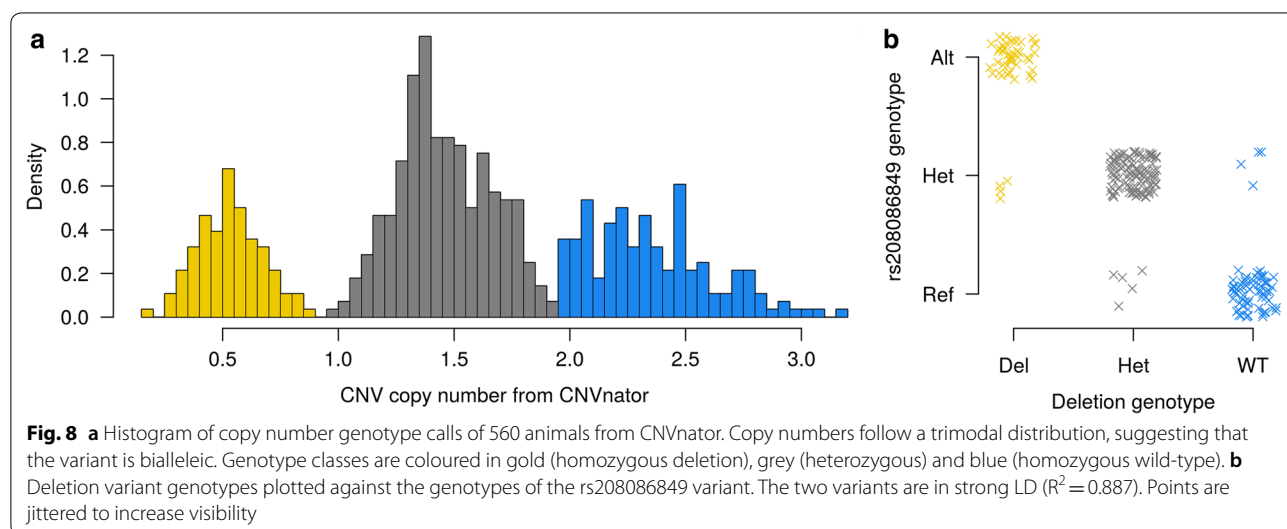 a
1.2
1.0
0.8
0.6
0.4
0.2
0.0
Density
0.5 1.0 1.5 2.0 2.5 3.0
CNV copy number from CNVnator
b
Alt
Het
Ref
rs208086849 genotype
Del Het WT
Deletion genotype
Fig. 8 a Histogram of copy number genotype calls of 560 animals from CNVnator. Copy numbers follow a trimodal distribution, suggesting that
the variant is bialleleic. Genotype classes are coloured in gold (homozygous deletion), grey (heterozygous) and blue (homozygous wild-type). b
Deletion variant genotypes plotted against the genotypes of the rs208086849 variant. The two variants are in strong LD (R² = 0.887). Points are
jittered to increase visibility